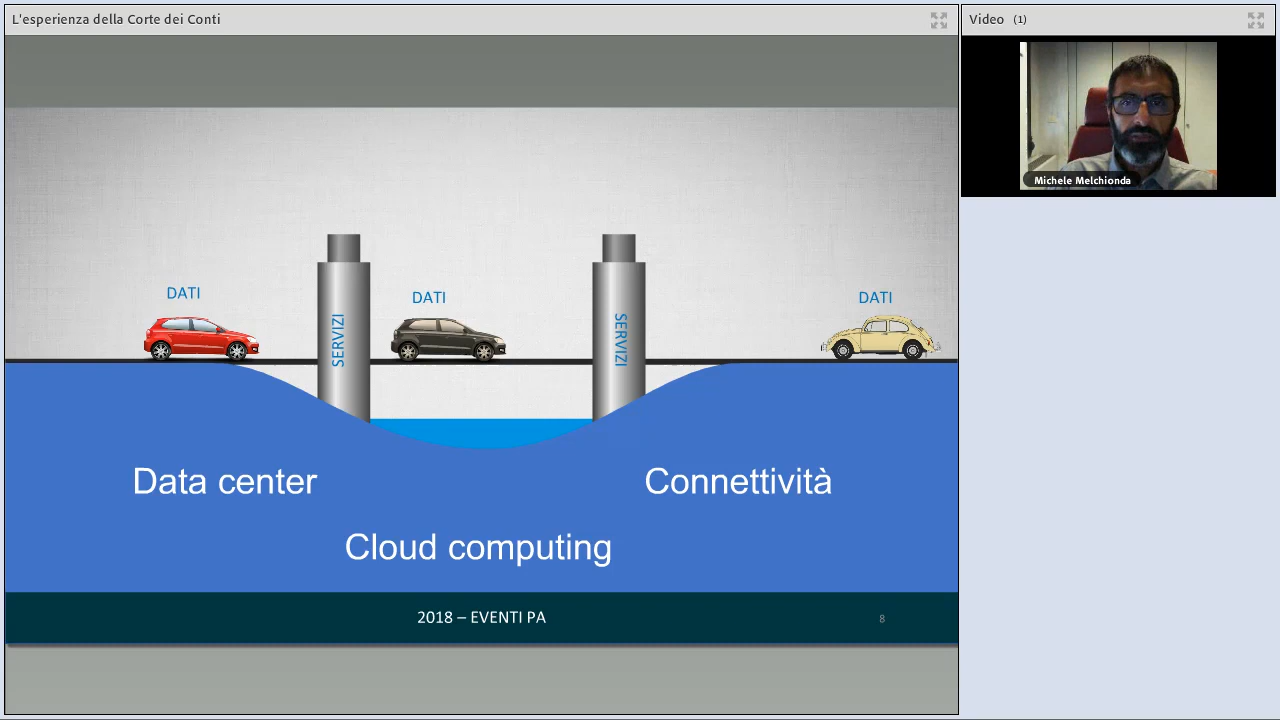 L'esperienza della Corte dei Conti
Video (1)
Michele Melchionda
DATI
DATI
DATI
SERVIZI
SERVIZI
Data center
Connettività
Cloud computing
2018 – EVENTI PA
8